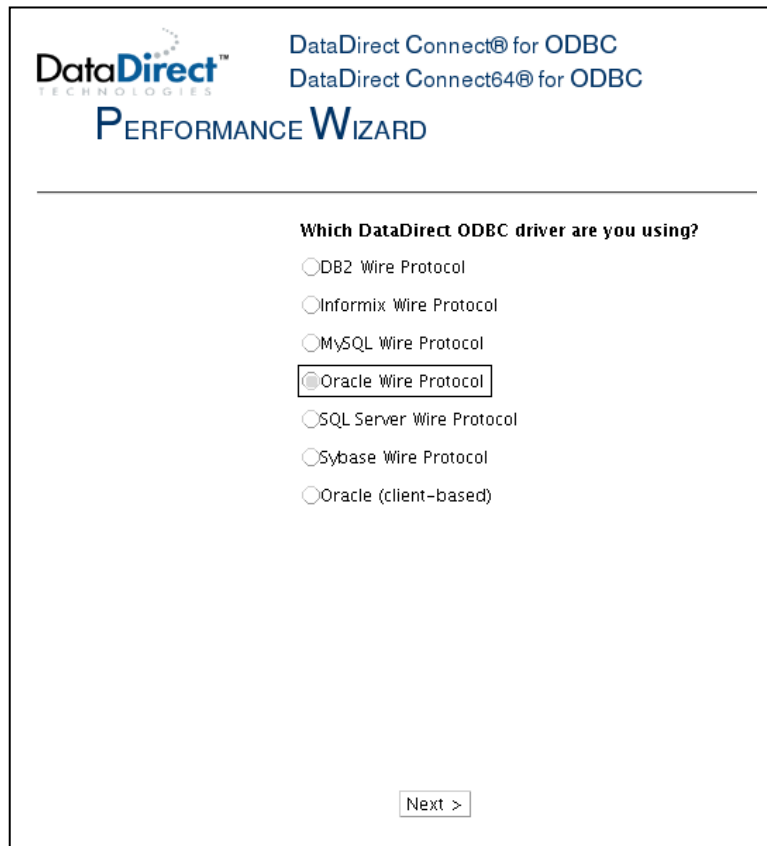 DataDirect™
TECHNOLOGIES
DataDirect Connect® for ODBC
DataDirect Connect64® for ODBC
PERFORMANCE WIZARD
Which DataDirect ODBC driver are you using?
DB2 Wire Protocol
Informix Wire Protocol
MySQL Wire Protocol
Oracle Wire Protocol
SQL Server Wire Protocol
Sybase Wire Protocol
Oracle (client-based)
Next >